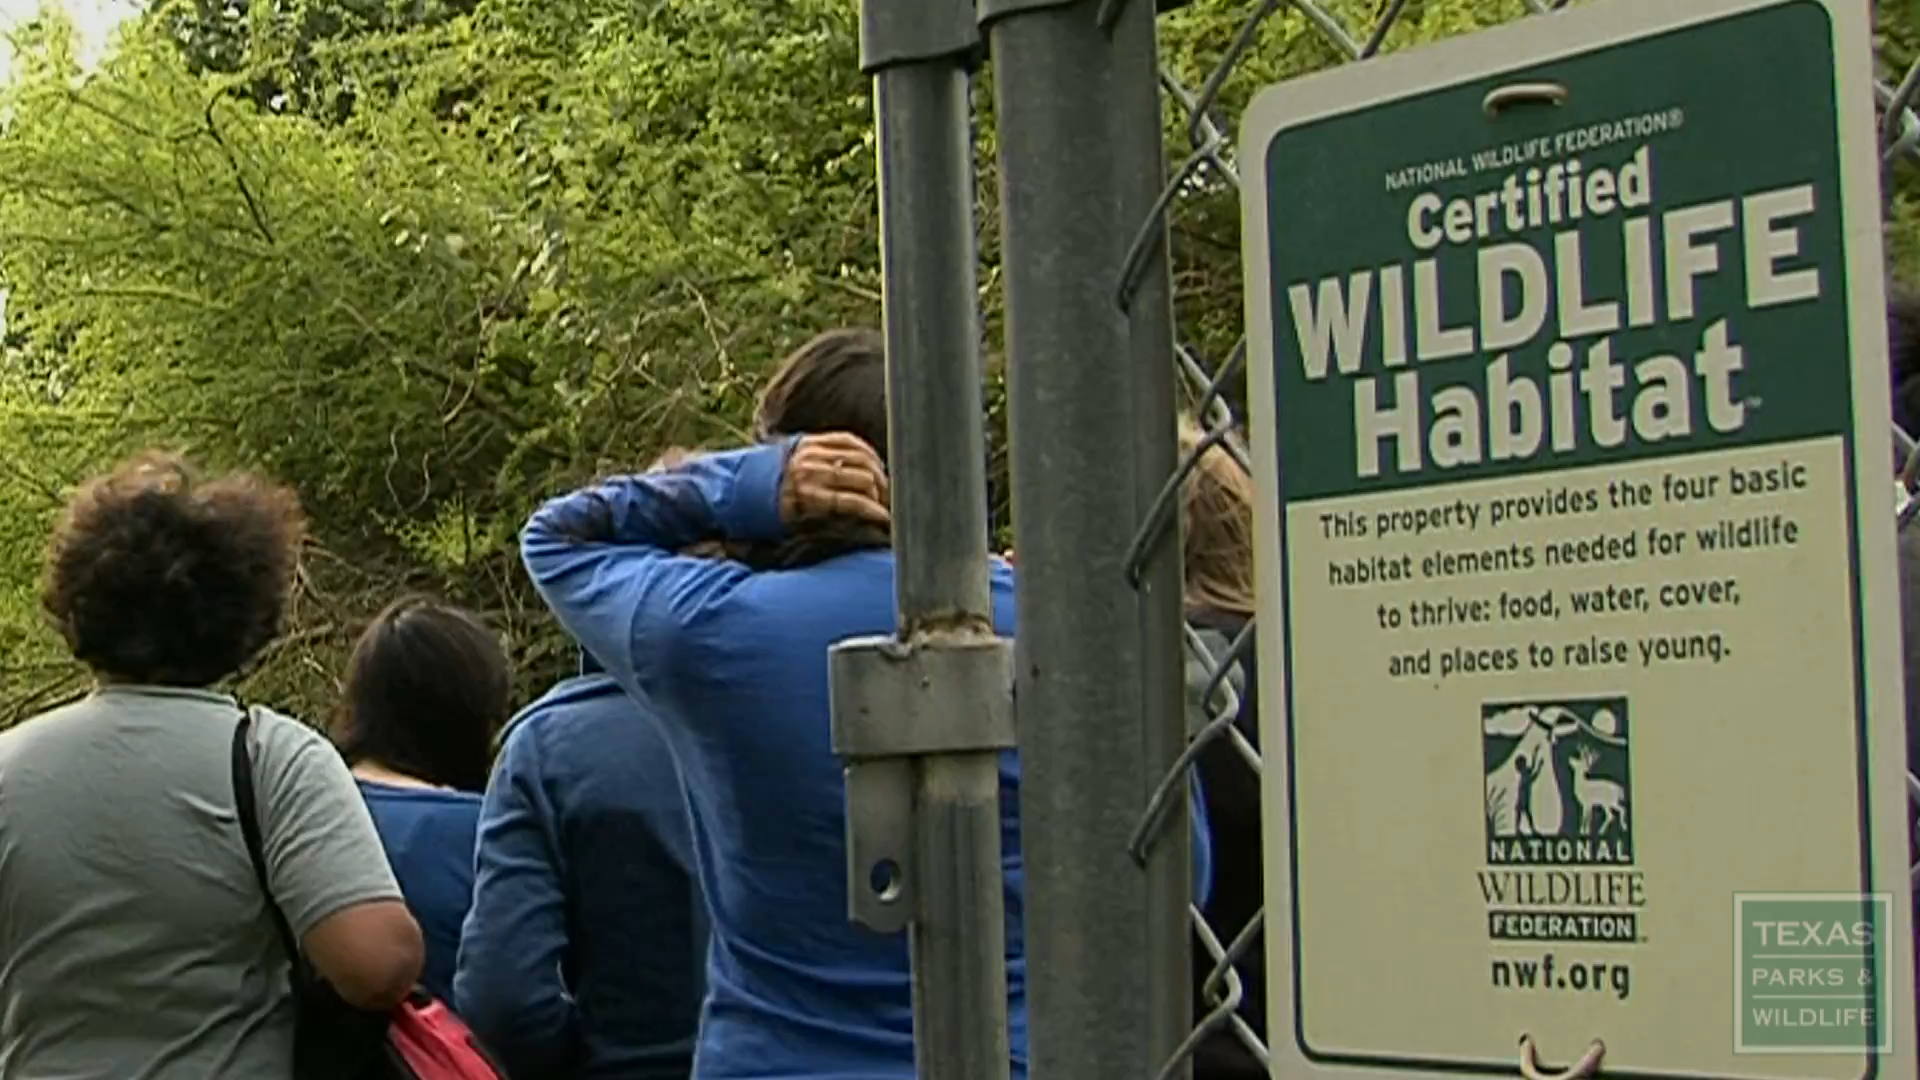 NATIONAL WILDLIFE FEDERATION®
Certified
WILDLIFE
Habitat™
This property provides the four basic
habitat elements needed for wildlife
to thrive: food, water, cover,
and places to raise young.
NATIONAL
WILDLIFE
FEDERATION
nwf.org
TEXAS
PARKS &
WILDLIFE